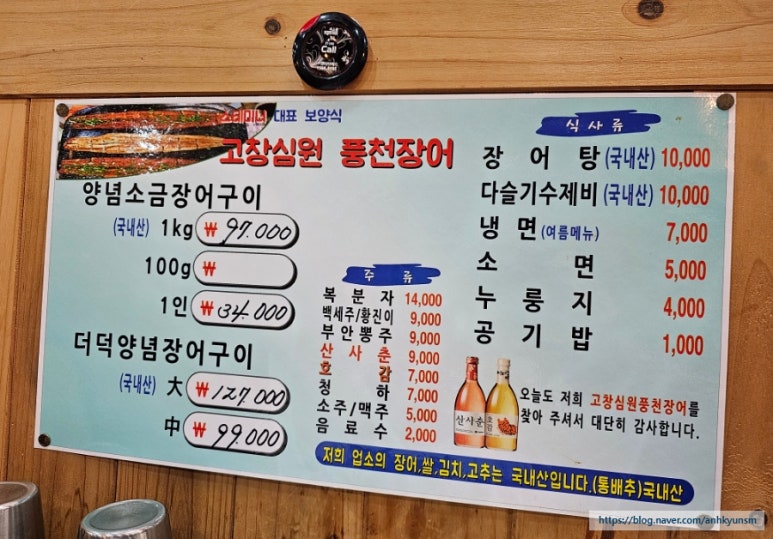 Call
스테미너 대표 보양식
고창심원 풍천장어
양념소금장어구이
(국내산) 1kg ₩ 97.000
100g ₩
1인 ₩ 34.000
더덕양념장어구이
(국내산) 大 ₩ 127.000
中 ₩ 99.000
주 류
복 분 자 14,000
백세주/황진이 9,000
부안뽕주 9,000
산 사 춘 9,000
호 감 7,000
청 하 7,000
소주/맥주 5,000
음 료 수 2,000
식 사 류
장 어 탕 (국내산) 10,000
다슬기수제비 (국내산) 10,000
냉 면 (여름메뉴) 7,000
소 면 5,000
누 룽 지 4,000
공 기 밥 1,000
산사춘
오늘도 저희 고창심원풍천장어를
찾아 주셔서 대단히 감사합니다.
저희 업소의 장어,쌀,김치,고추는 국내산입니다.(통배추)국내산
https://blog.naver.com/anhkyunsm